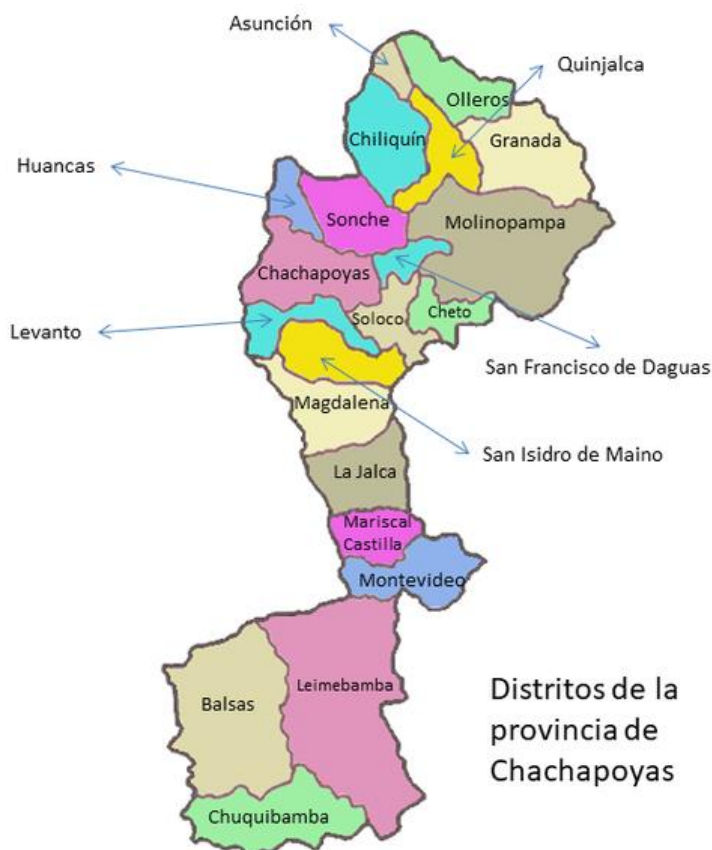 Asunción
Quinjalca
Olleros
Chiliquín
Granada
Huancas
Sonche
Molinopampa
Chachapoyas
Levanto
Soloco
Cheto
San Francisco de Daguas
Magdalena
San Isidro de Maino
La Jalca
Mariscal
Castilla
Montevideo
Leimebamba
Balsas
Distritos de la
provincia de
Chachapoyas
Chuquibamba